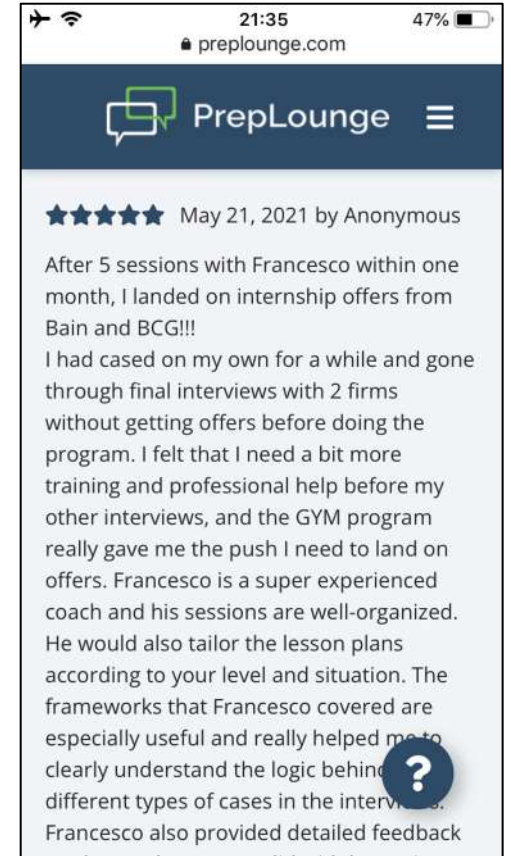 21:35
47%
preplounge.com
PrepLounge
May 21, 2021 by Anonymous
After 5 sessions with Francesco within one
month, I landed on internship offers from
Bain and BCG!!!
I had cased on my own for a while and gone
through final interviews with 2 firms
without getting offers before doing the
program. I felt that I need a bit more
training and professional help before my
other interviews, and the GYM program
really gave me the push I need to land on
offers. Francesco is a super experienced
coach and his sessions are well-organized.
He would also tailor the lesson plans
according to your level and situation. The
frameworks that Francesco covered are
especially useful and really helped me to
clearly understand the logic behind
?
different types of cases in the interviews.
Francesco also provided detailed feedback